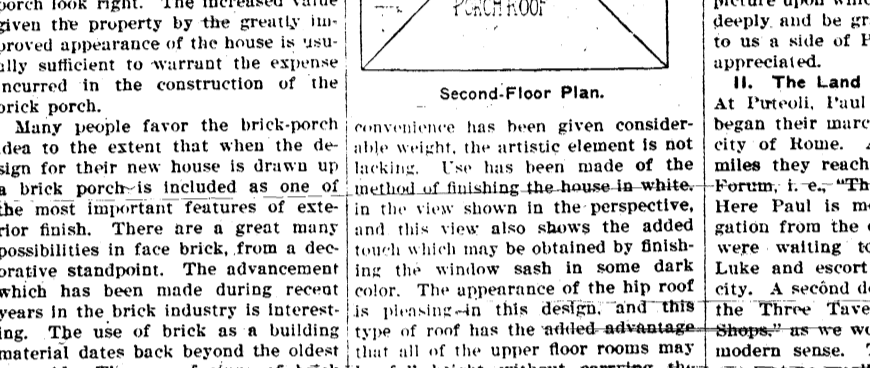 porch look right. The increased value
given the property by the greatly im-
proved appearance of the house is usu-
ally sufficient to warrant the expense
incurred in the construction of the
brick porch.
Many people favor the brick-porch
idea to the extent that when the de-
sign for their new house is drawn up
a brick porch is included as one of
the most important features of exte-
rior finish. There are a great many
possibilities in face brick, from a dec-
orative standpoint. The advancement
which has been made during recent
years in the brick industry is interest-
ing. The use of brick as a building
material dates back beyond the oldest
PORCH ROOF
Second-Floor Plan.
convenience has been given consider-
able weight, the artistic element is not
lacking. Use has been made of the
method of finishing the house in white.
in the view shown in the perspective,
and this view also shows the added
touch which may be obtained by finish-
ing the window sash in some dark
color. The appearance of the hip roof
is pleasing in this design, and this
type of roof has the added advantage
that all of the upper floor rooms may
picture upon
deeply and be
to us a side of
appreciated.
II. The Land
At Puteoli, Paul
began their
city of Rome.
miles they
Forum, i. e., "Th
Here Paul is
gation from the
were waiting
Luke and escort
city. A second
the Three
Shops," as we
modern sense.